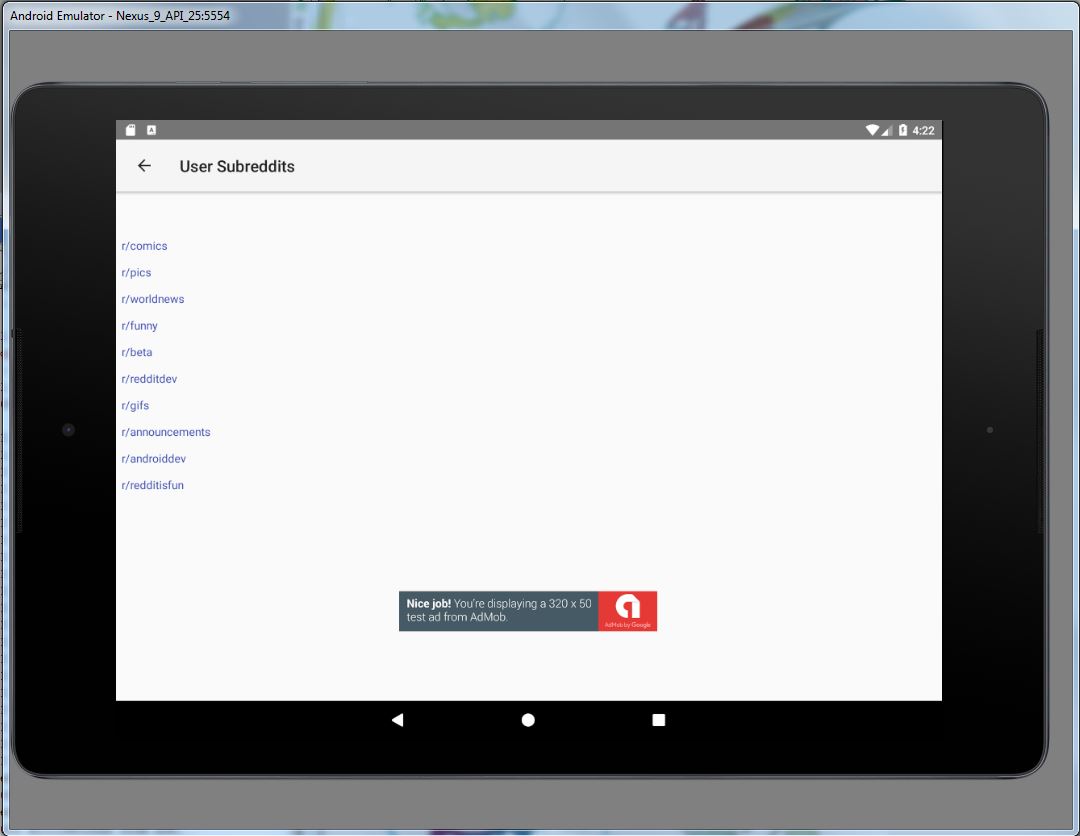 Android Emulator - Nexus_9_API_25:5554
A
4:22
User Subreddits
r/comics
r/pics
r/worldnews
r/funny
r/beta
r/redditdev
r/gifs
r/announcements
r/androiddev
r/redditisfun
Nice job! You're displaying a 320 x 50
test ad from AdMob.
AdMob by Google